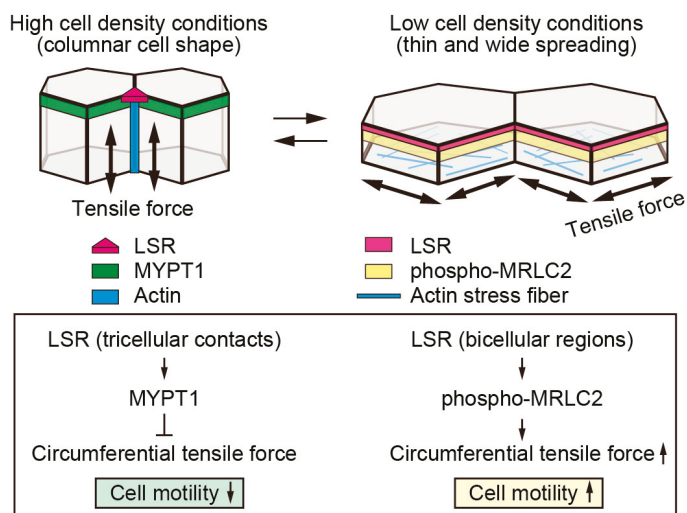 High cell density conditions
(columnar cell shape)
Low cell density conditions
(thin and wide spreading)
Tensile force
Tensile force
LSR
MYPT1
Actin
LSR
phospho-MRLC2
Actin stress fiber
LSR (tricellular contacts)
MYPT1
Circumferential tensile force
Cell motility
LSR (bicellular regions)
phospho-MRLC2
Circumferential tensile force
Cell motility